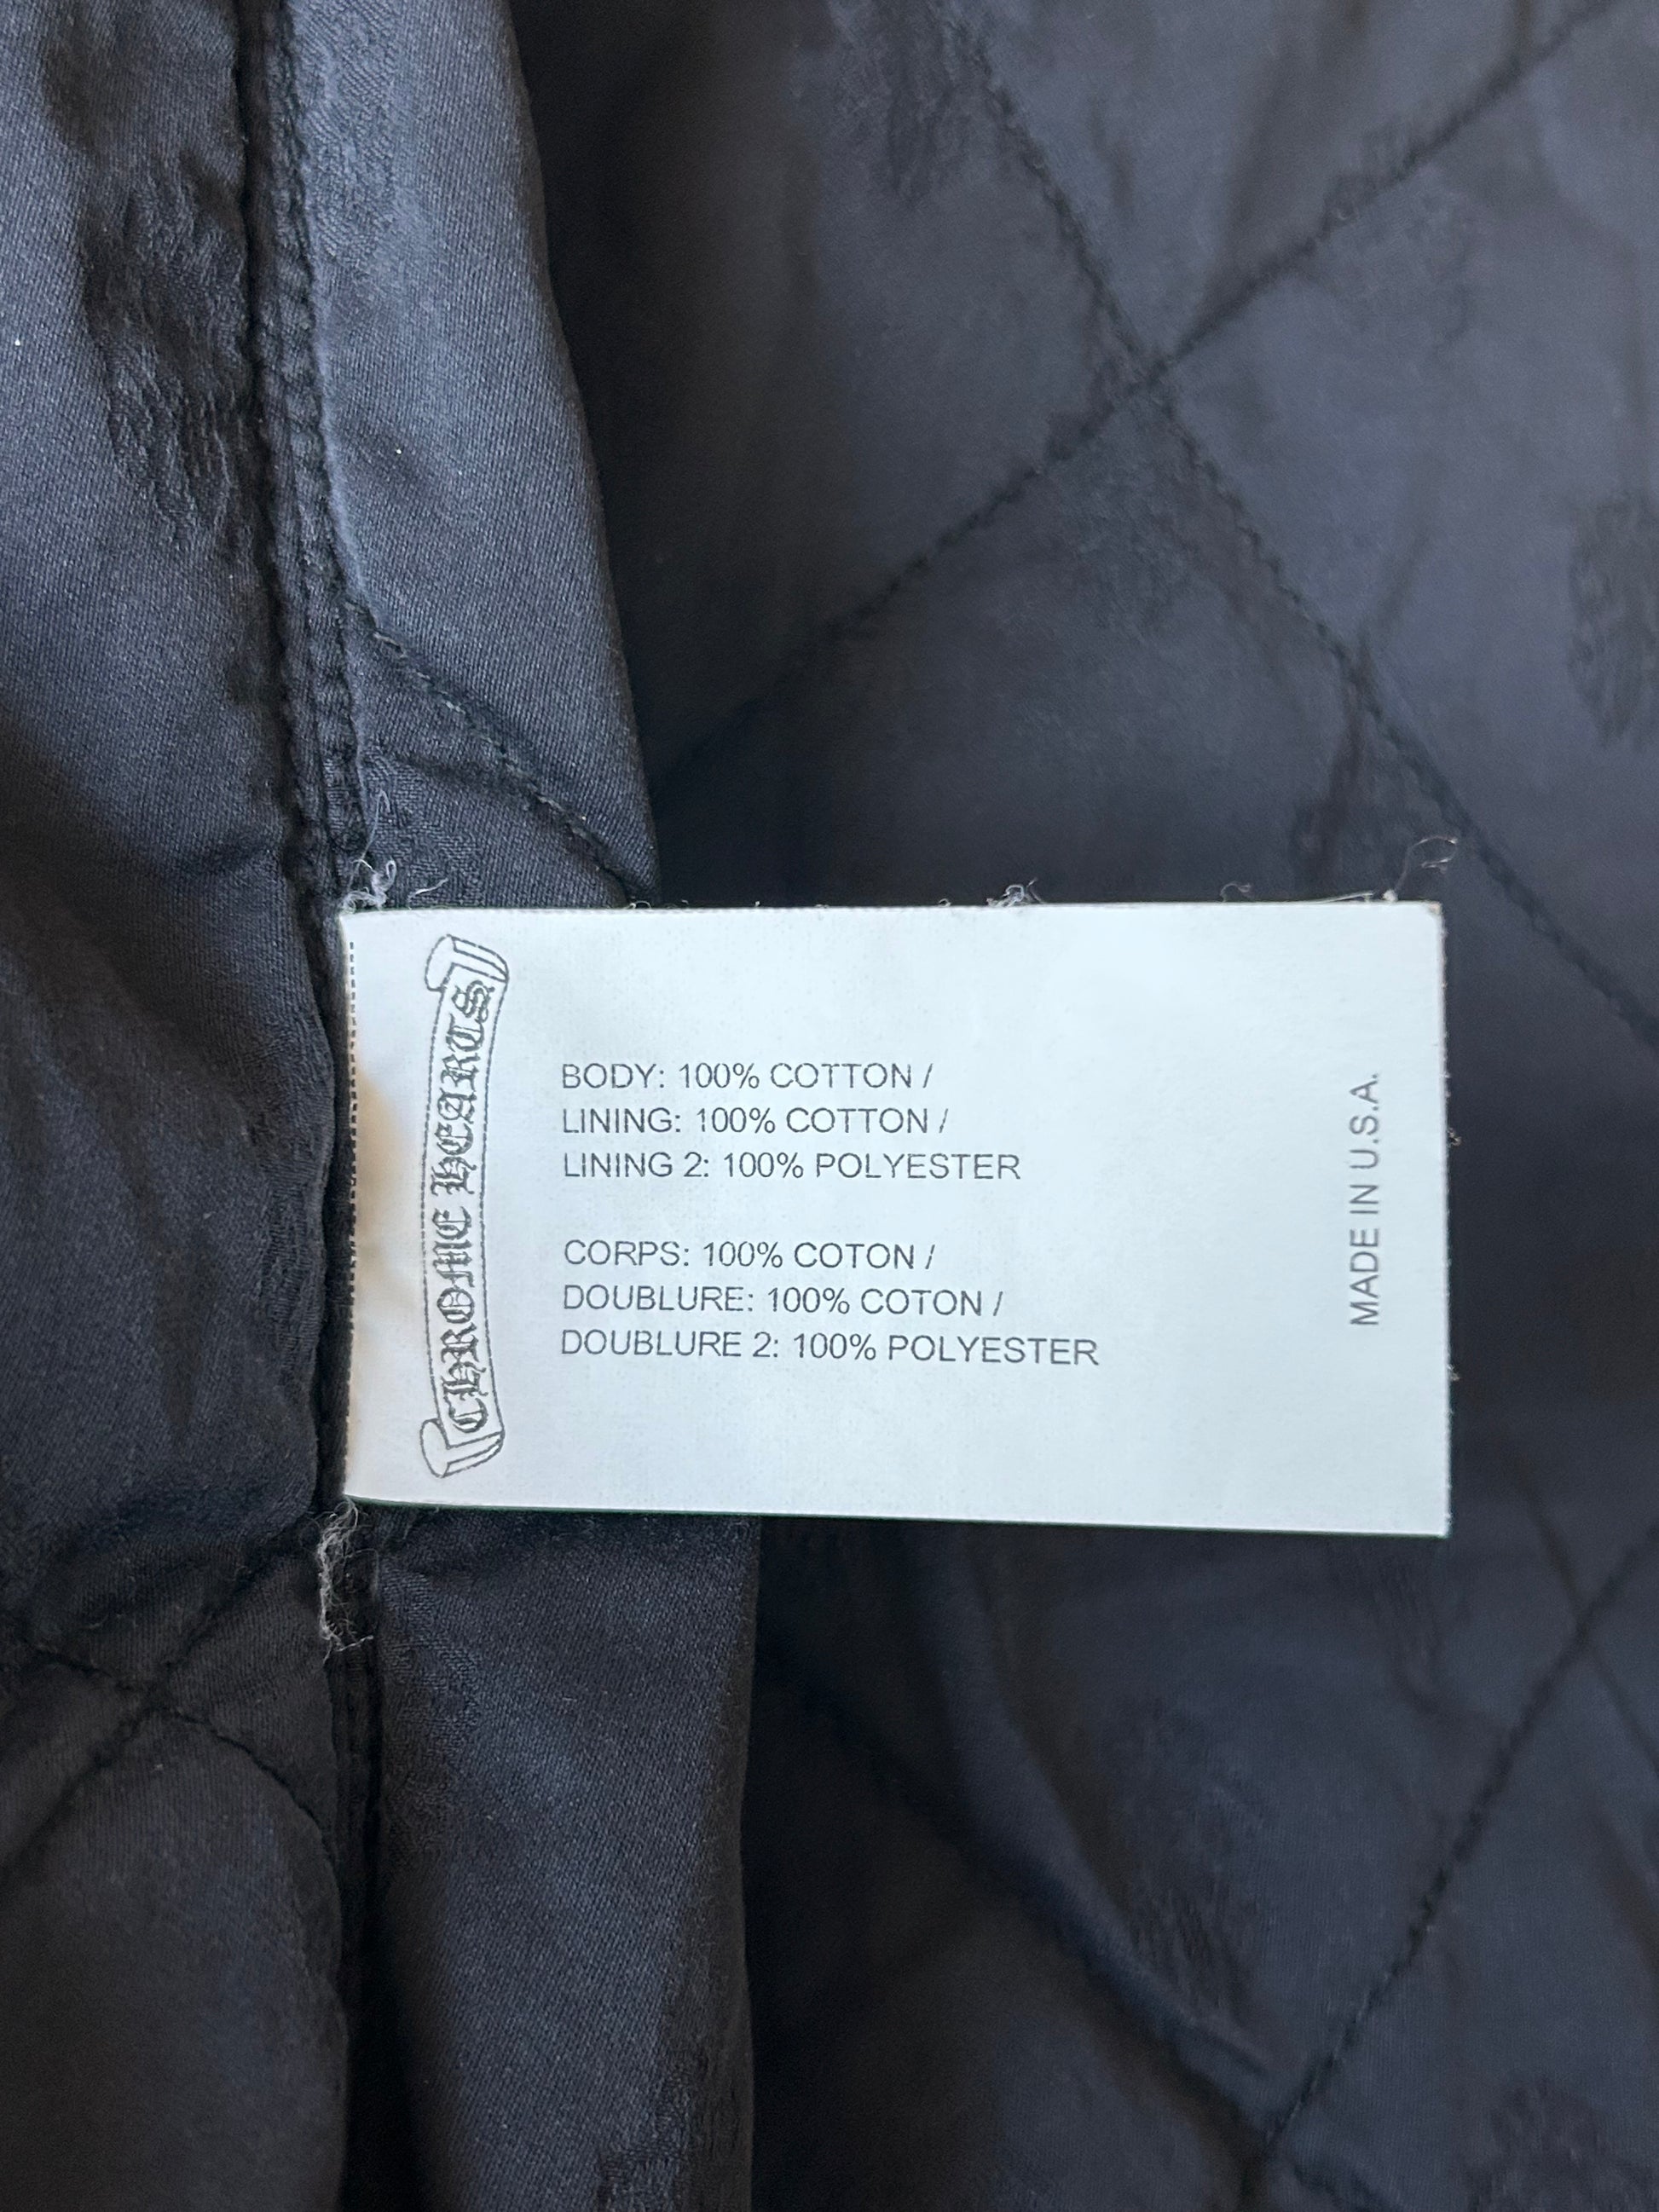 CHROME HEARTS
BODY: 100% COTTON /
LINING: 100% COTTON /
LINING 2: 100% POLYESTER
CORPS: 100% COTON /
DOUBLURE: 100% COTON /
DOUBLURE 2: 100% POLYESTER
MADE IN U.S.A.